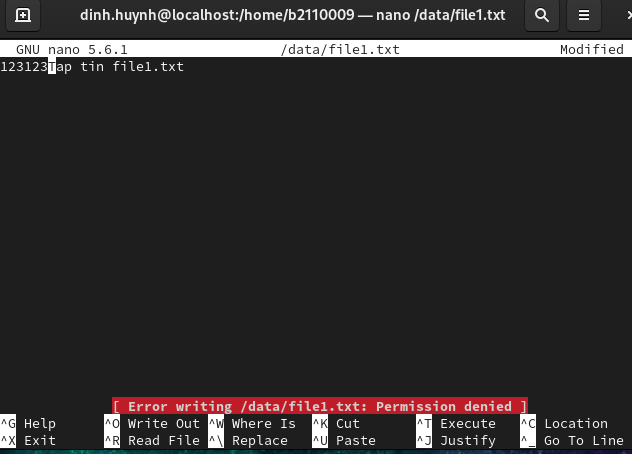 dinh.huynh@localhost:/home/b2110009 — nano /data/file1.txt
GNU nano 5.6.1 /data/file1.txt Modified
123123Tap tin file1.txt
[ Error writing /data/file1.txt: Permission denied ]
^G Help ^O Write Out ^W Where Is ^K Cut ^T Execute ^C Location
^X Exit ^R Read File ^\ Replace ^U Paste ^J Justify ^_ Go To Line